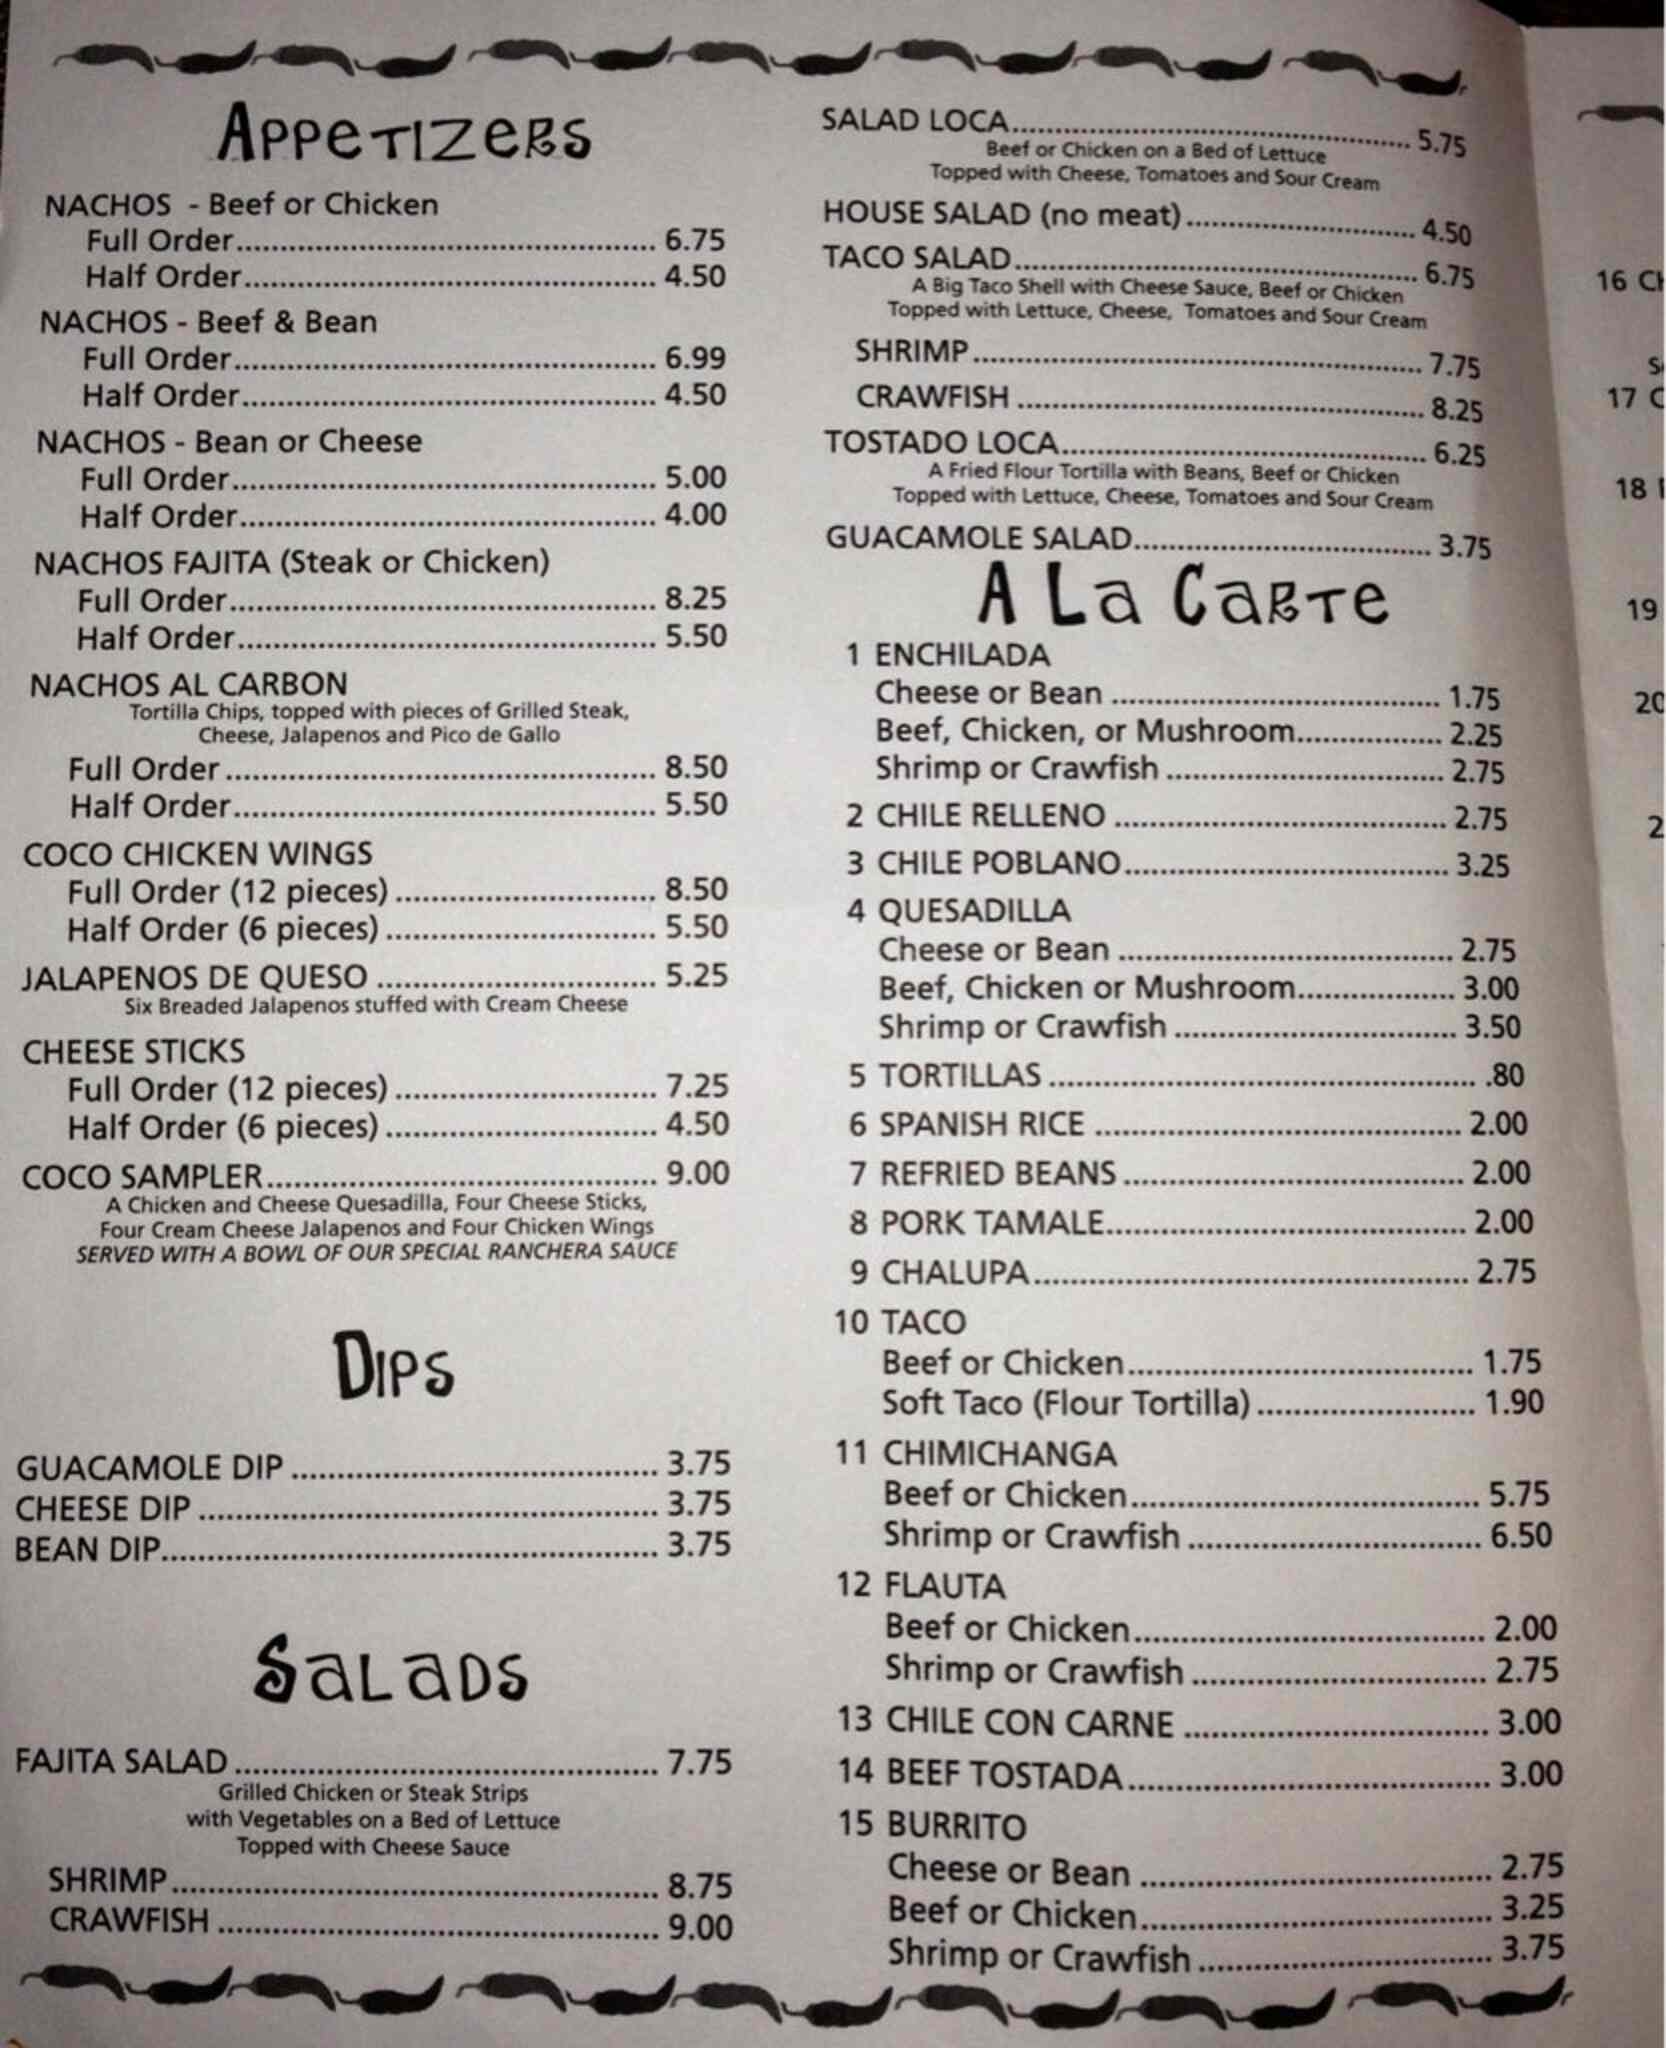 APPETIZERS
NACHOS - Beef or Chicken
Full Order 6.75
Half Order 4.50
NACHOS - Beef & Bean
Full Order 6.99
Half Order 4.50
NACHOS - Bean or Cheese
Full Order 5.00
Half Order 4.00
NACHOS FAJITA (Steak or Chicken)
Full Order 8.25
Half Order 5.50
NACHOS AL CARBON
Tortilla Chips, topped with pieces of Grilled Steak,
Cheese, Jalapenos and Pico de Gallo
Full Order 8.50
Half Order 5.50
COCO CHICKEN WINGS
Full Order (12 pieces) 8.50
Half Order (6 pieces) 5.50
JALAPENOS DE QUESO 5.25
Six Breaded Jalapenos stuffed with Cream Cheese
CHEESE STICKS
Full Order (12 pieces) 7.25
Half Order (6 pieces) 4.50
COCO SAMPLER 9.00
A Chicken and Cheese Quesadilla, Four Cheese Sticks,
Four Cream Cheese Jalapenos and Four Chicken Wings
SERVED WITH A BOWL OF OUR SPECIAL RANCHERA SAUCE
DIPS
GUACAMOLE DIP 3.75
CHEESE DIP 3.75
BEAN DIP 3.75
SALADS
FAJITA SALAD 7.75
Grilled Chicken or Steak Strips
with Vegetables on a Bed of Lettuce
Topped with Cheese Sauce
SHRIMP 8.75
CRAWFISH 9.00
SALAD LOCA 5.75
Beef or Chicken on a Bed of Lettuce
Topped with Cheese, Tomatoes and Sour Cream
HOUSE SALAD (no meat) 4.50
TACO SALAD 6.75
A Big Taco Shell with Cheese Sauce, Beef or Chicken
Topped with Lettuce, Cheese, Tomatoes and Sour Cream
SHRIMP 7.75
CRAWFISH 8.25
TOSTADO LOCA 6.25
A Fried Flour Tortilla with Beans, Beef or Chicken
Topped with Lettuce, Cheese, Tomatoes and Sour Cream
GUACAMOLE SALAD 3.75
A LA CARTE
1 ENCHILADA
Cheese or Bean 1.75
Beef, Chicken, or Mushroom 2.25
Shrimp or Crawfish 2.75
2 CHILE RELLENO 2.75
3 CHILE POBLANO 3.25
4 QUESADILLA
Cheese or Bean 2.75
Beef, Chicken or Mushroom 3.00
Shrimp or Crawfish 3.50
5 TORTILLAS .80
6 SPANISH RICE 2.00
7 REFRIED BEANS 2.00
8 PORK TAMALE 2.00
9 CHALUPA 2.75
10 TACO
Beef or Chicken 1.75
Soft Taco (Flour Tortilla) 1.90
11 CHIMICHANGA
Beef or Chicken 5.75
Shrimp or Crawfish 6.50
12 FLAUTA
Beef or Chicken 2.00
Shrimp or Crawfish 2.75
13 CHILE CON CARNE 3.00
14 BEEF TOSTADA 3.00
15 BURRITO
Cheese or Bean 2.75
Beef or Chicken 3.25
Shrimp or Crawfish 3.75
16
17
18
19
20